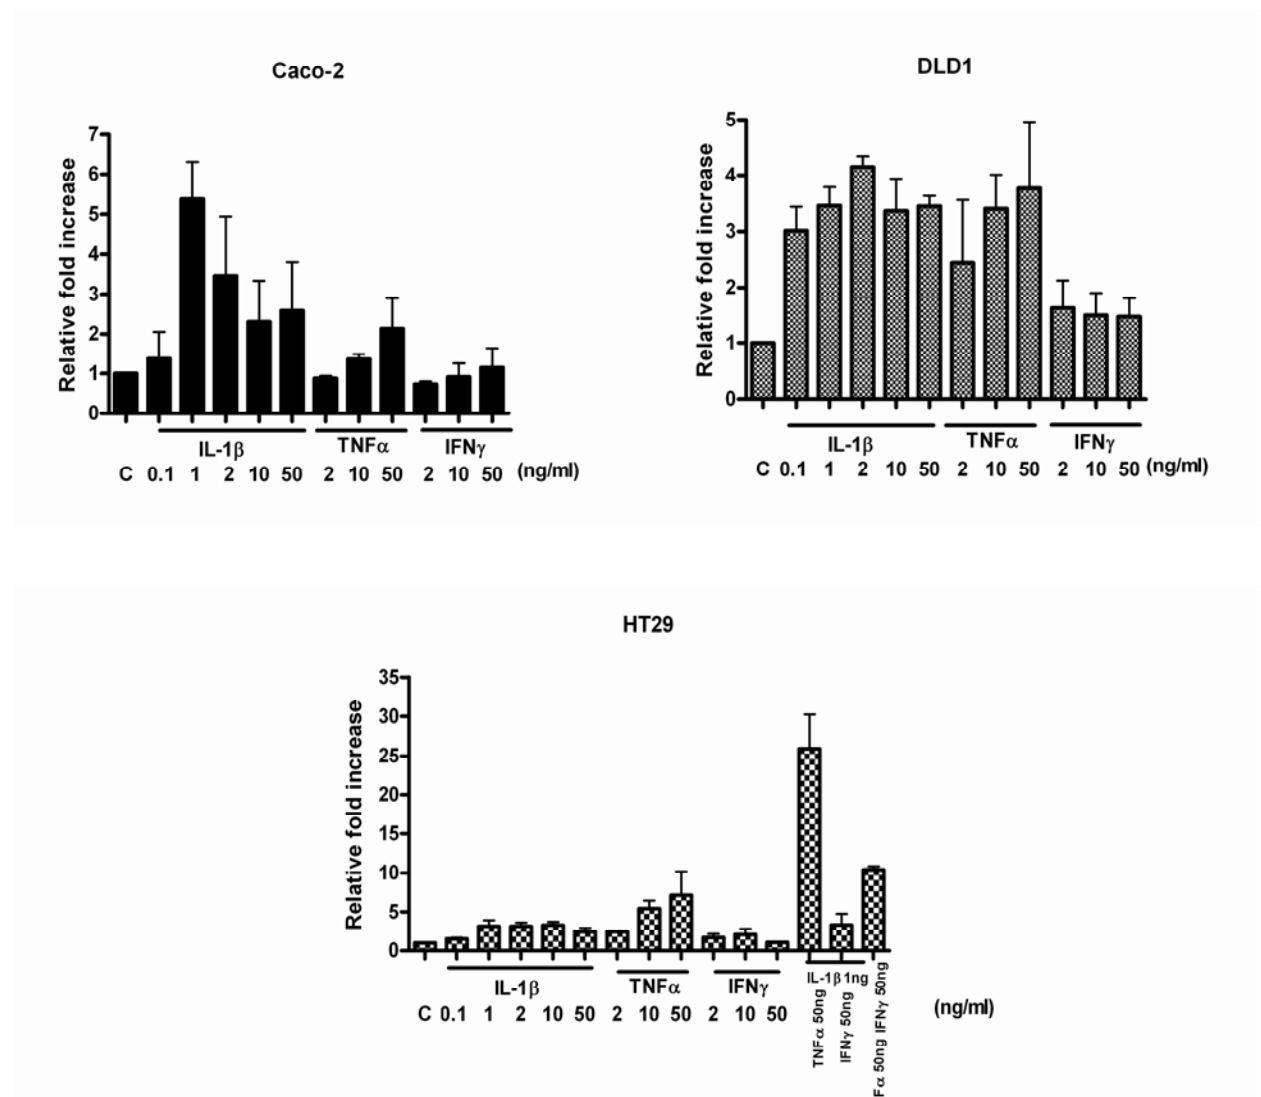 Caco-2
Relative fold increase
7
6
5
4
3
2
1
0
IL-1β TNFα IFNγ
C 0.1 1 2 10 50 2 10 50 2 10 50 (ng/ml)
DLD1
Relative fold increase
5
4
3
2
1
0
IL-1β TNFα IFNγ
C 0.1 1 2 10 50 2 10 50 2 10 50 (ng/ml)
HT29
Relative fold increase
35
30
25
20
15
10
5
0
IL-1β TNFα IFNγ IL-1β 1ng
C 0.1 1 2 10 50 2 10 50 2 10 50 (ng/ml)
TNFα 50ng
IFNγ 50ng
Fα 50ng IFNγ 50ng